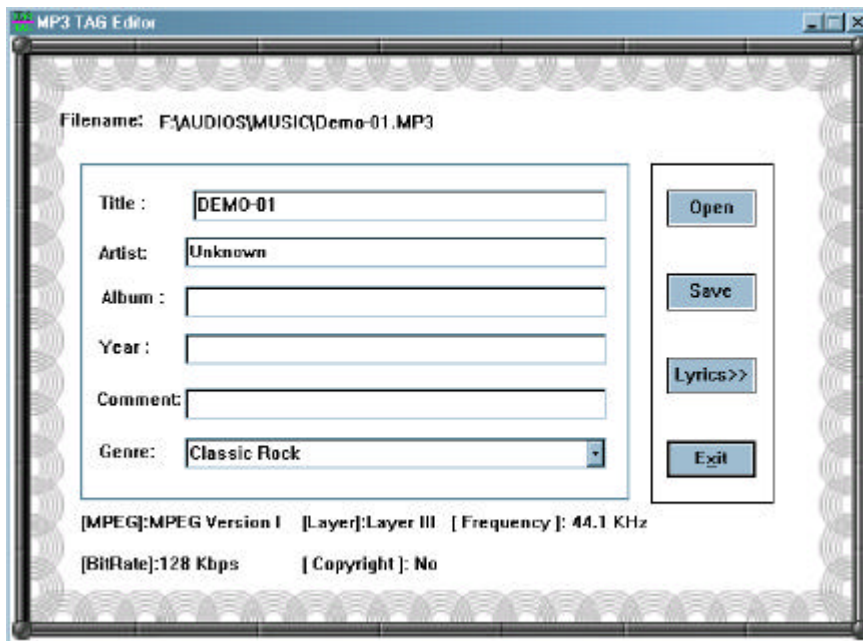 MP3 TAG Editor
Filename: F:\AUDIOS\MUSIC\Demo-01.MP3
Title : DEMO-01
Open
Artist: Unknown
Album :
Save
Year :
Lyrics>>
Comment:
Genre: Classic Rock
Exit
[MPEG]:MPEG Version I [Layer]:Layer III [ Frequency ]: 44.1 KHz
[BitRate]:128 Kbps [ Copyright ]: No